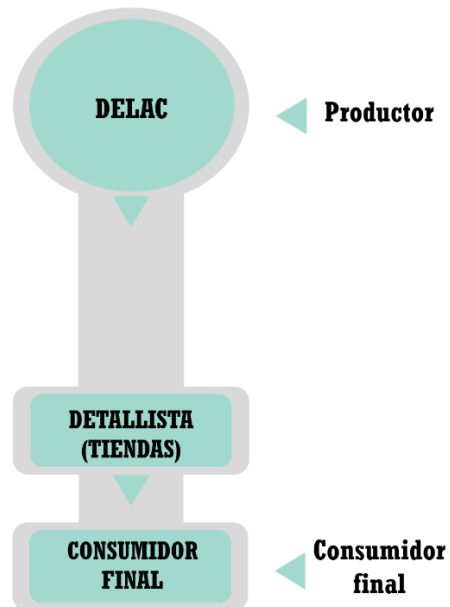 DELAC
Productor
DETALLISTA
(TIENDAS)
CONSUMIDOR
FINAL
Consumidor
final